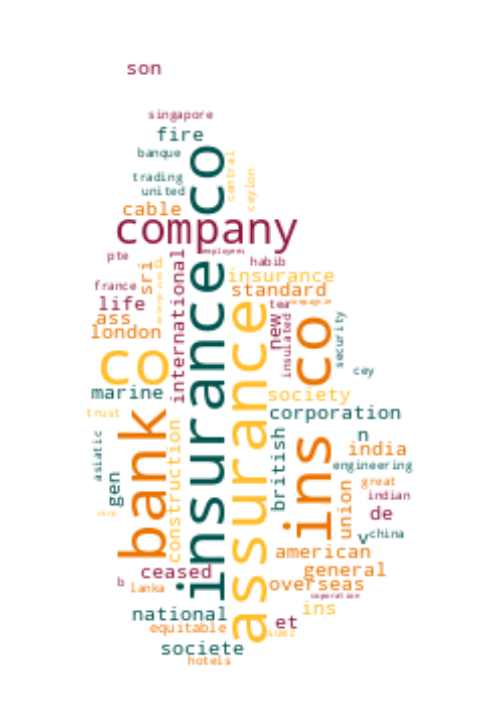 son
singapore
fire
banque
co
central
ceylon
trading
united
cable
company
employees
pte
sri
international
habib
insurance
france
standard
life
tea
compagnie
ass
new
insulated
co
security
london
insurance
assurance
co
cey
marine
society
trust
corporation
bank
construction
british
ins
n
india
asiatic
engineering
gen
union
great
indian
corp
de
v
china
american
ceased
general
b
lanka
overseas
coporation
national
ins
equitable
et
suez
societe
hotels